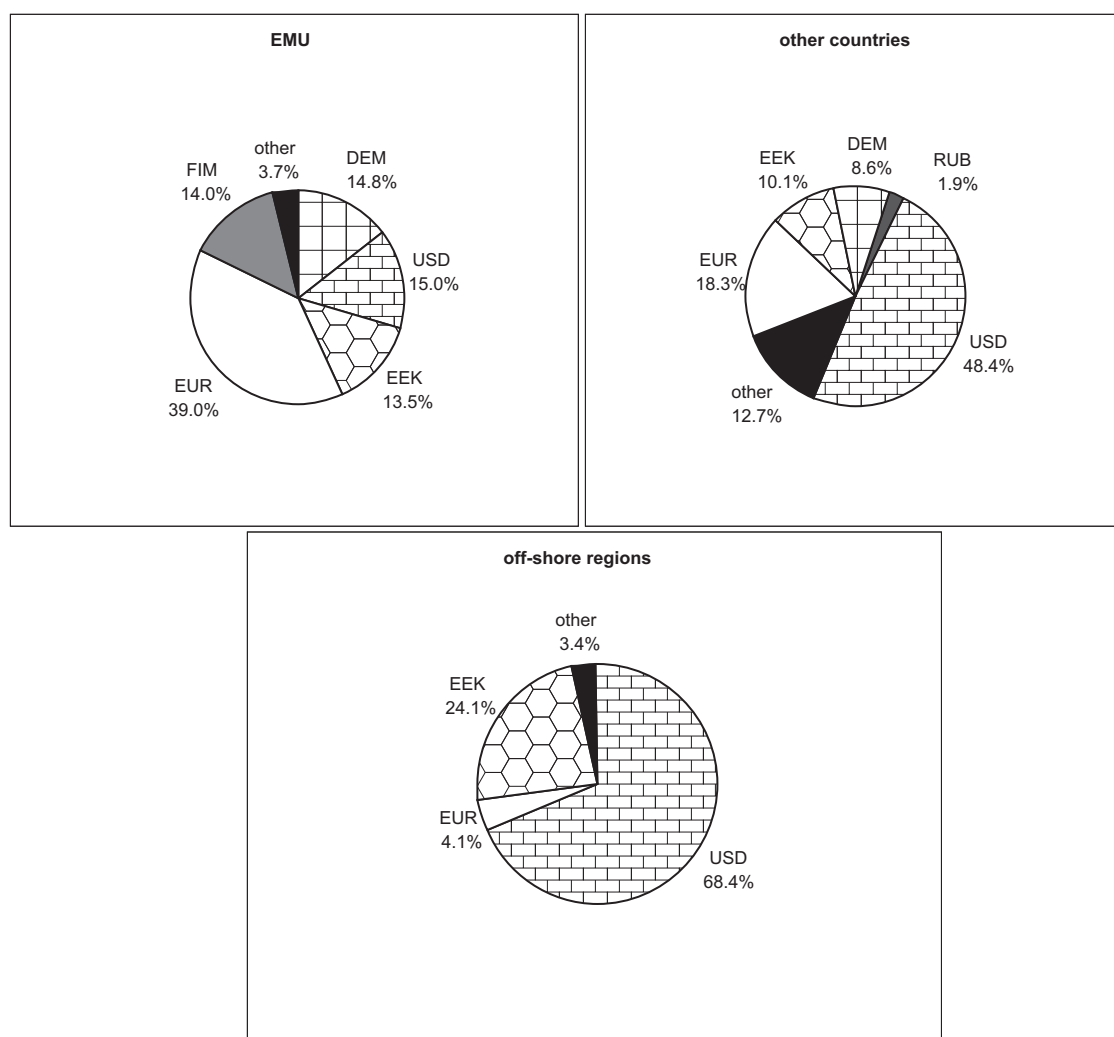 EMU
other
3.7%
DEM
14.8%
FIM
14.0%
USD
15.0%
EEK
13.5%
EUR
39.0%
other countries
DEM
8.6%
RUB
1.9%
EEK
10.1%
EUR
18.3%
USD
48.4%
other
12.7%
off-shore regions
other
3.4%
EEK
24.1%
EUR
4.1%
USD
68.4%